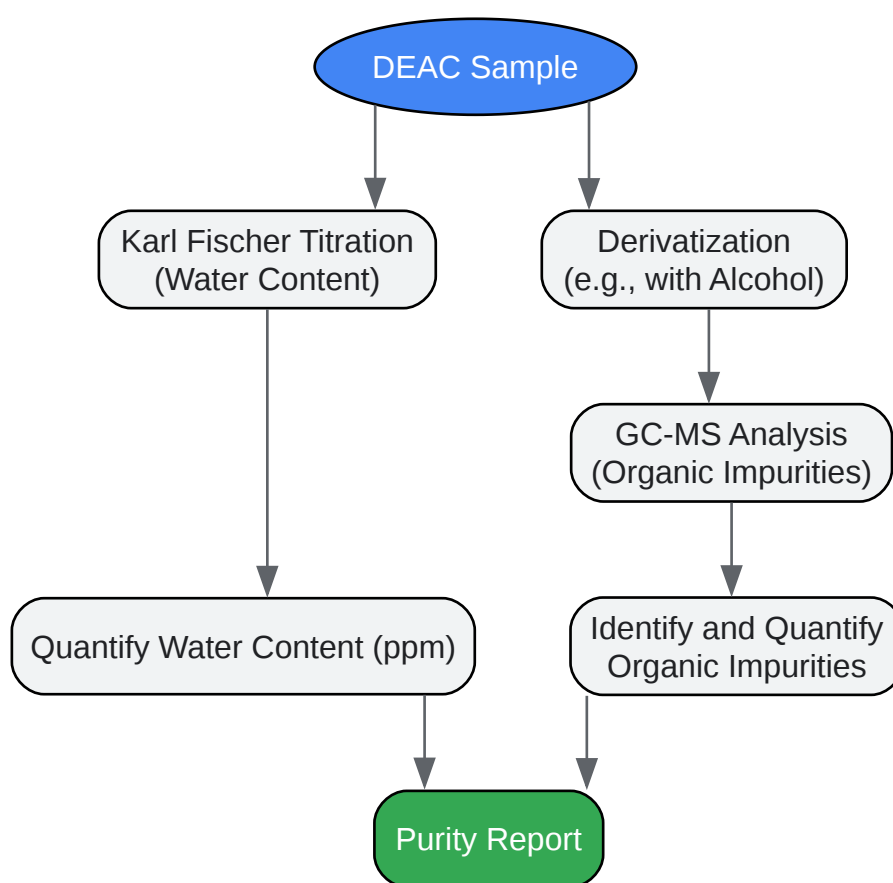 DEAC Sample
Karl Fischer Titration
(Water Content)
Derivatization
(e.g., with Alcohol)
GC-MS Analysis
(Organic Impurities)
Quantify Water Content (ppm)
Identify and Quantify
Organic Impurities
Purity Report